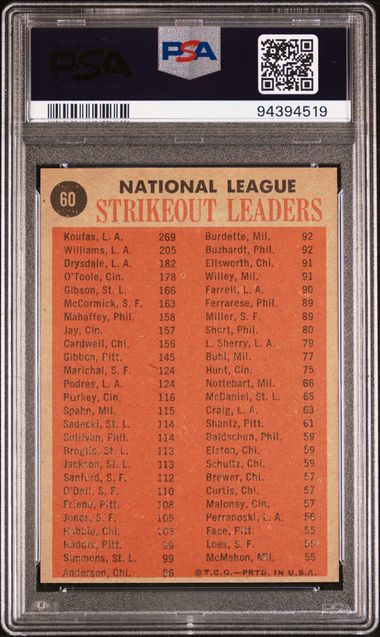 PSA
PSA
94394519
60
NATIONAL LEAGUE
STRIKEOUT LEADERS
Koufax, L. A. 269
Williams, L. A. 205
Drysdale, L. A. 182
O'Toole, Cin. 178
Gibson, St. L. 166
McCormick, S. F. 163
Mahaffey, Phil. 158
Jay, Cin. 157
Cardwell, Chi. 156
Gibbon, Pitt. 145
Marichal, S. F. 124
Podres, L. A. 124
Purkey, Cin. 116
Spahn, Mil. 115
Sadecki, St. L. 114
Sullivan, Phil. 114
Broglio, St. L. 113
Jackson, St. L. 113
Sanford, S. F. 112
O'Dell, S. F. 110
Friend, Pitt. 108
Jones, S. F. 105
Hobbie, Chi. 103
Haddix, Pitt. 99
Simmons, St. L. 99
Anderson, Chi. 96
Burdette, Mil. 92
Buzhardt, Phil. 92
Ellsworth, Chi. 91
Willey, Mil. 91
Farrell, L. A. 90
Ferrarese, Phil. 89
Miller, S. F. 89
Short, Phil. 80
L. Sherry, L. A. 79
Buhl, Mil. 77
Hunt, Cin. 75
Nottebart, Mil. 66
McDaniel, St. L. 65
Craig, L. A. 63
Shantz, Pitt. 61
Baldschun, Phil. 59
Elston, Chi. 59
Schultz, Chi. 59
Brewer, Chi. 57
Curtis, Chi. 57
Maloney, Cin. 57
Perranoski, L. A. 56
Face, Pitt. 55
Loes, S. F. 55
McMahon, Mil. 55
© T.C.G.—PRTD. IN U.S.A.